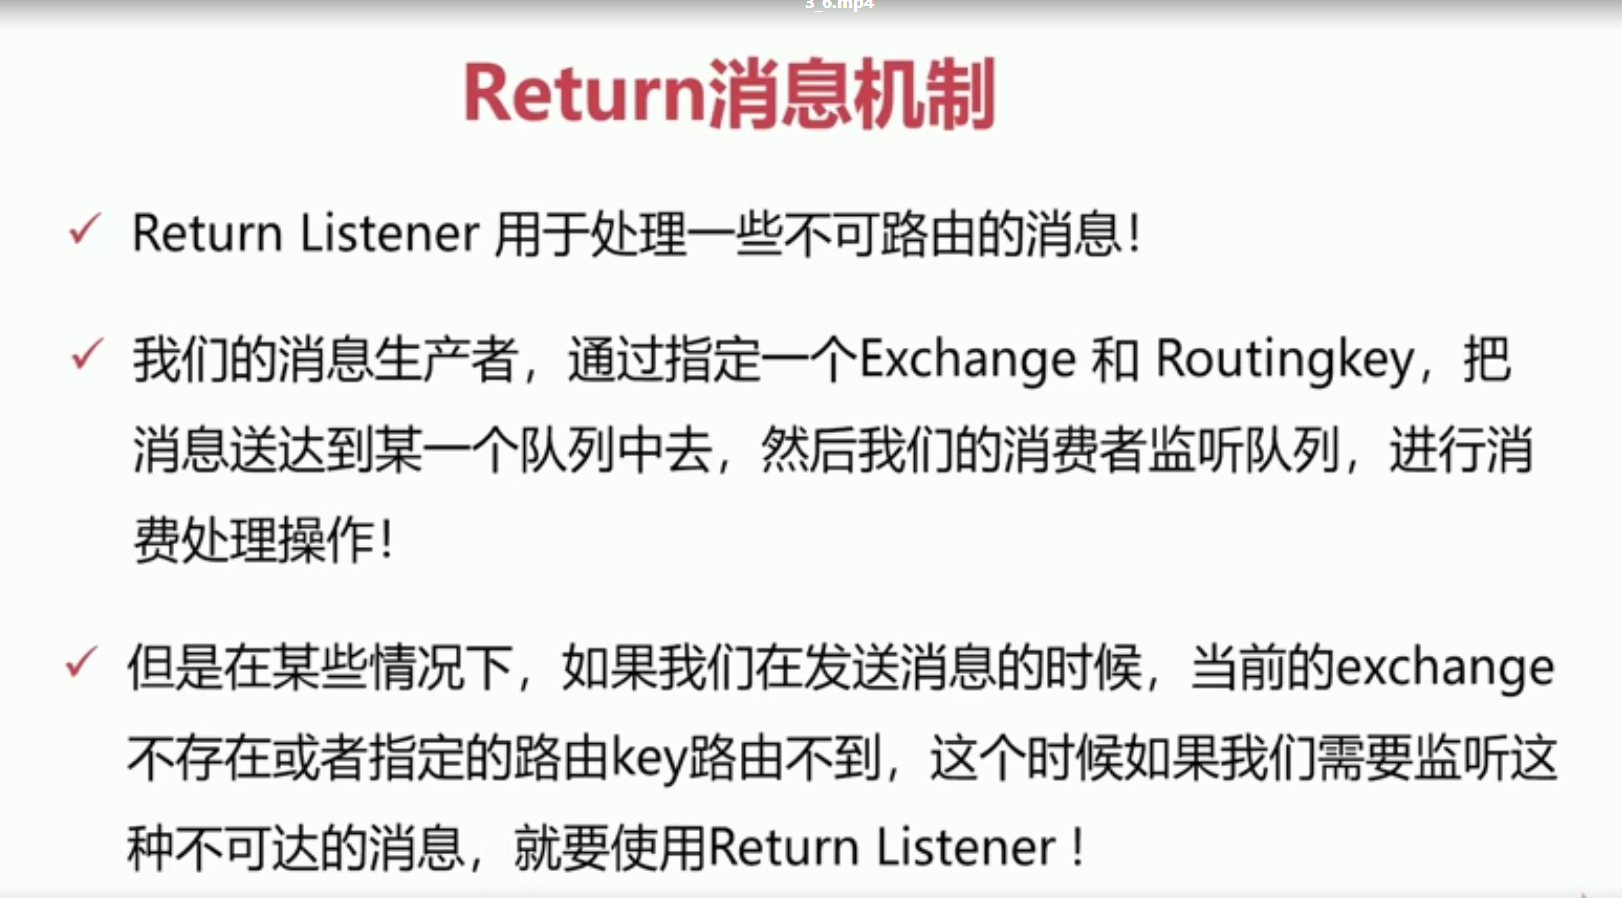 3_6.mp4
Return消息机制
Return Listener 用于处理一些不可路由的消息！
我们的消息生产者，通过指定一个Exchange 和 Routingkey，把
消息送达到某一个队列中去，然后我们的消费者监听队列，进行消
费处理操作！
但是在某些情况下，如果我们在发送消息的时候，当前的exchange
不存在或者指定的路由key路由不到，这个时候如果我们需要监听这
种不可达的消息，就要使用Return Listener！